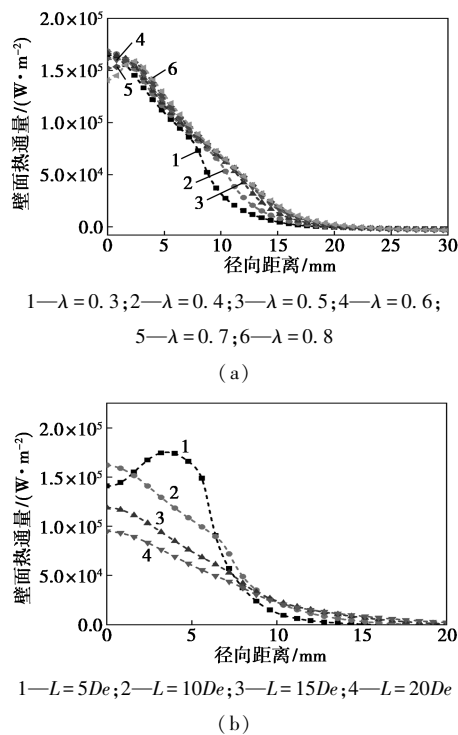 2.0×10⁵
1.5×10⁵
1.0×10⁵
5.0×10⁴
0.0
壁面热通量/(W·m⁻²)
4
6
5
1
2
3
0 5 10 15 20 25 30
径向距离/mm
1—λ=0.3;2—λ=0.4;3—λ=0.5;4—λ=0.6;
5—λ=0.7;6—λ=0.8
(a)
2.0×10⁵
1.5×10⁵
1.0×10⁵
5.0×10⁴
0.0
壁面热通量/(W·m⁻²)
1
2
3
4
0 5 10 15 20
径向距离/mm
1—L=5De;2—L=10De;3—L=15De;4—L=20De
(b)